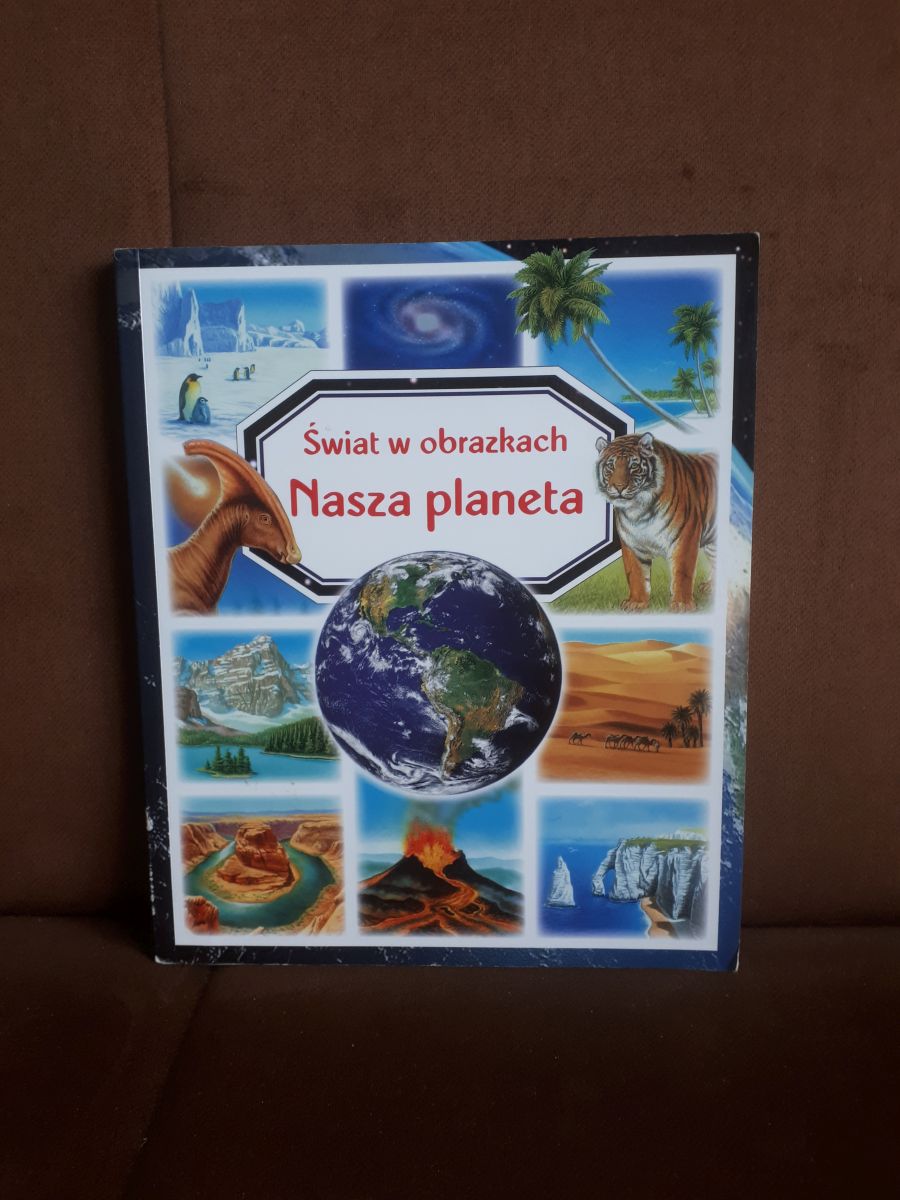 Świat w obrazkach
Nasza planeta